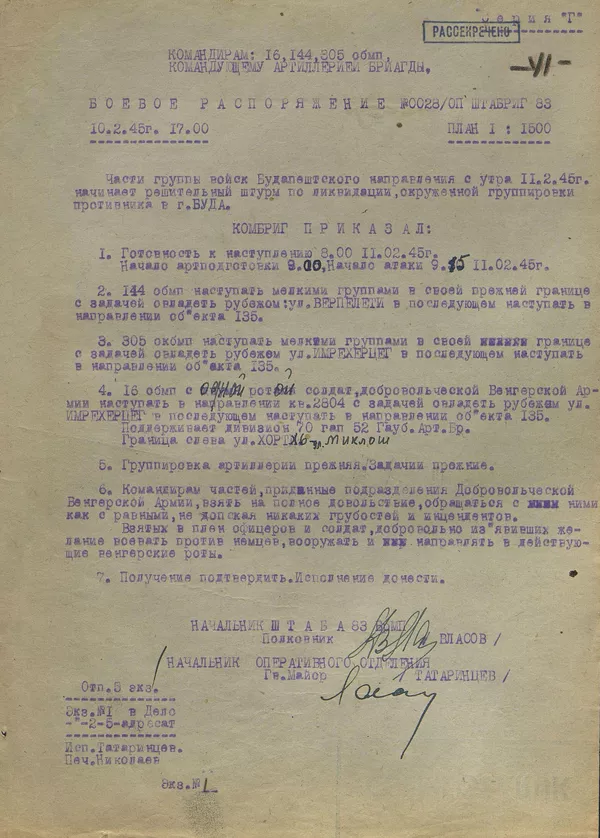 Серия "Г"
РАССЕКРЕЧЕНО
КОМАНДИРАМ: 16,144,305 обмп,
КОМАНДУЮЩЕМУ АРТИЛЛЕРИЕЙ БРИАГДЫ,
-41-
БОЕВОЕ РАСПОРЯЖЕНИЕ №0028/ОП ШТАБРИГ 83
10.2.45г. 17.00 ПЛАН 1 : 1500
Части группы войск Будапештского направления с утра 11.2.45г.
начинает решительный штурм по ликвидации,окруженной группировки
противника в г.БУДА.
КОМБРИГ ПРИКАЗАЛ:
1. Готовность к наступлению 8.00 11.02.45г.
Начало артподготовки 9.00,Начало атаки 9.15 11.02.45г.
2. 144 обмп наступать мелкими группами в своей прежней границе
с задачей овладеть рубежом:ул.ВЕРПЕЛЕТИ в последующем наступать в
направлении об"екта 135.
3. 305 окбмп наступать мелкими группами в своей границе
с задачей овладеть рубежом ул.ИМРЕХЕРЦЕГ в последующем наступать
в направлении об"екта 135.
4. 16 обмп с одной ротой солдат,добровольческой Венгерской Ар-
мии наступать в направлении кв.2504 с задачей овладеть рубежом ул.
ИМРЕХЕРЦЕГ в последующем наступать в направлении об"екта 135.
Поддерживает дивизион 70 гап 52 Гауб.Арт.Бр.
Граница слева ул.ХОРТХЫ МИКЛОШ
5. Группировка артиллерии прежняя./Задачии прежние.
6. Командирам частей,приданные подразделения Добровольческой
Венгерской Армии,взять на полное довольствие,обращаться с ними
как с равными,не допская никаких грубостей и инцендентов.
Взятых в плен офицеров и солдат,добровольно из"явивших же-
лание воевать против немцев,вооружать и направлять в действую-
щие венгерские роты.
7. Получение подтвердить.Исполнение донести.
НАЧАЛЬНИК ШТАБА 83 ОБМП
Полковник /ВЛАСОВ/
НАЧАЛЬНИК ОПЕРАТИВНОГО ОТДЕЛЕНИЯ
Гв.Майор /ТАТАРИНЦЕВ/
Отп.5 экз.
Экз.№1 в Дело
-"-2-5-адресат
Исп.Татаринцев.
Печ.Николаев
Экз.№1